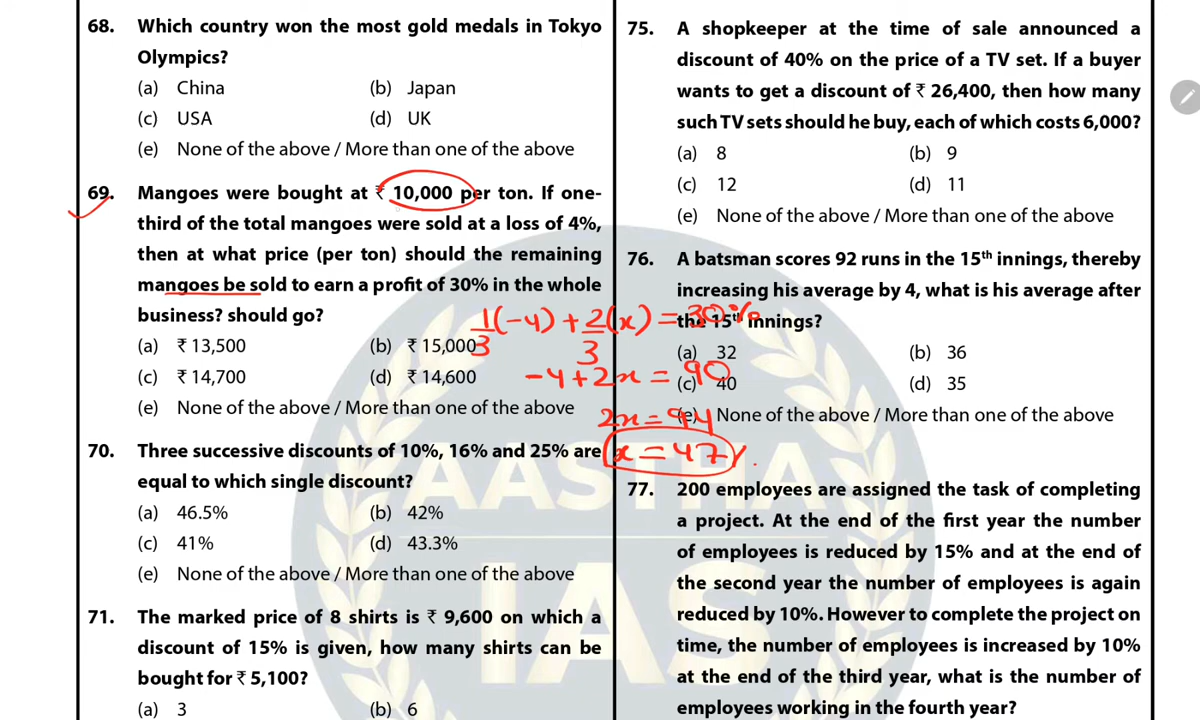 68. Which country won the most gold medals in Tokyo
Olympics?
(a) China (b) Japan
(c) USA (d) UK
(e) None of the above / More than one of the above
69. Mangoes were bought at ₹ 10,000 per ton. If one-
third of the total mangoes were sold at a loss of 4%,
then at what price (per ton) should the remaining
mangoes be sold to earn a profit of 30% in the whole
business? should go?
(a) ₹ 13,500 (b) ₹ 15,000
(c) ₹ 14,700 (d) ₹ 14,600
(e) None of the above / More than one of the above
70. Three successive discounts of 10%, 16% and 25% are
equal to which single discount?
(a) 46.5% (b) 42%
(c) 41% (d) 43.3%
(e) None of the above / More than one of the above
71. The marked price of 8 shirts is ₹ 9,600 on which a
discount of 15% is given, how many shirts can be
bought for ₹ 5,100?
(a) 3 (b) 6
1/3(-4) + 2/3(x) = 30%
-4+2x = 90
2x = 94
x = 47%.
75. A shopkeeper at the time of sale announced a
discount of 40% on the price of a TV set. If a buyer
wants to get a discount of ₹ 26,400, then how many
such TV sets should he buy, each of which costs 6,000?
(a) 8 (b) 9
(c) 12 (d) 11
(e) None of the above / More than one of the above
76. A batsman scores 92 runs in the 15th innings, thereby
increasing his average by 4, what is his average after
the 15th innings?
(a) 32 (b) 36
(c) 40 (d) 35
(e) None of the above / More than one of the above
77. 200 employees are assigned the task of completing
a project. At the end of the first year the number
of employees is reduced by 15% and at the end of
the second year the number of employees is again
reduced by 10%. However to complete the project on
time, the number of employees is increased by 10%
at the end of the third year, what is the number of
employees working in the fourth year?
AASTHA
IAS